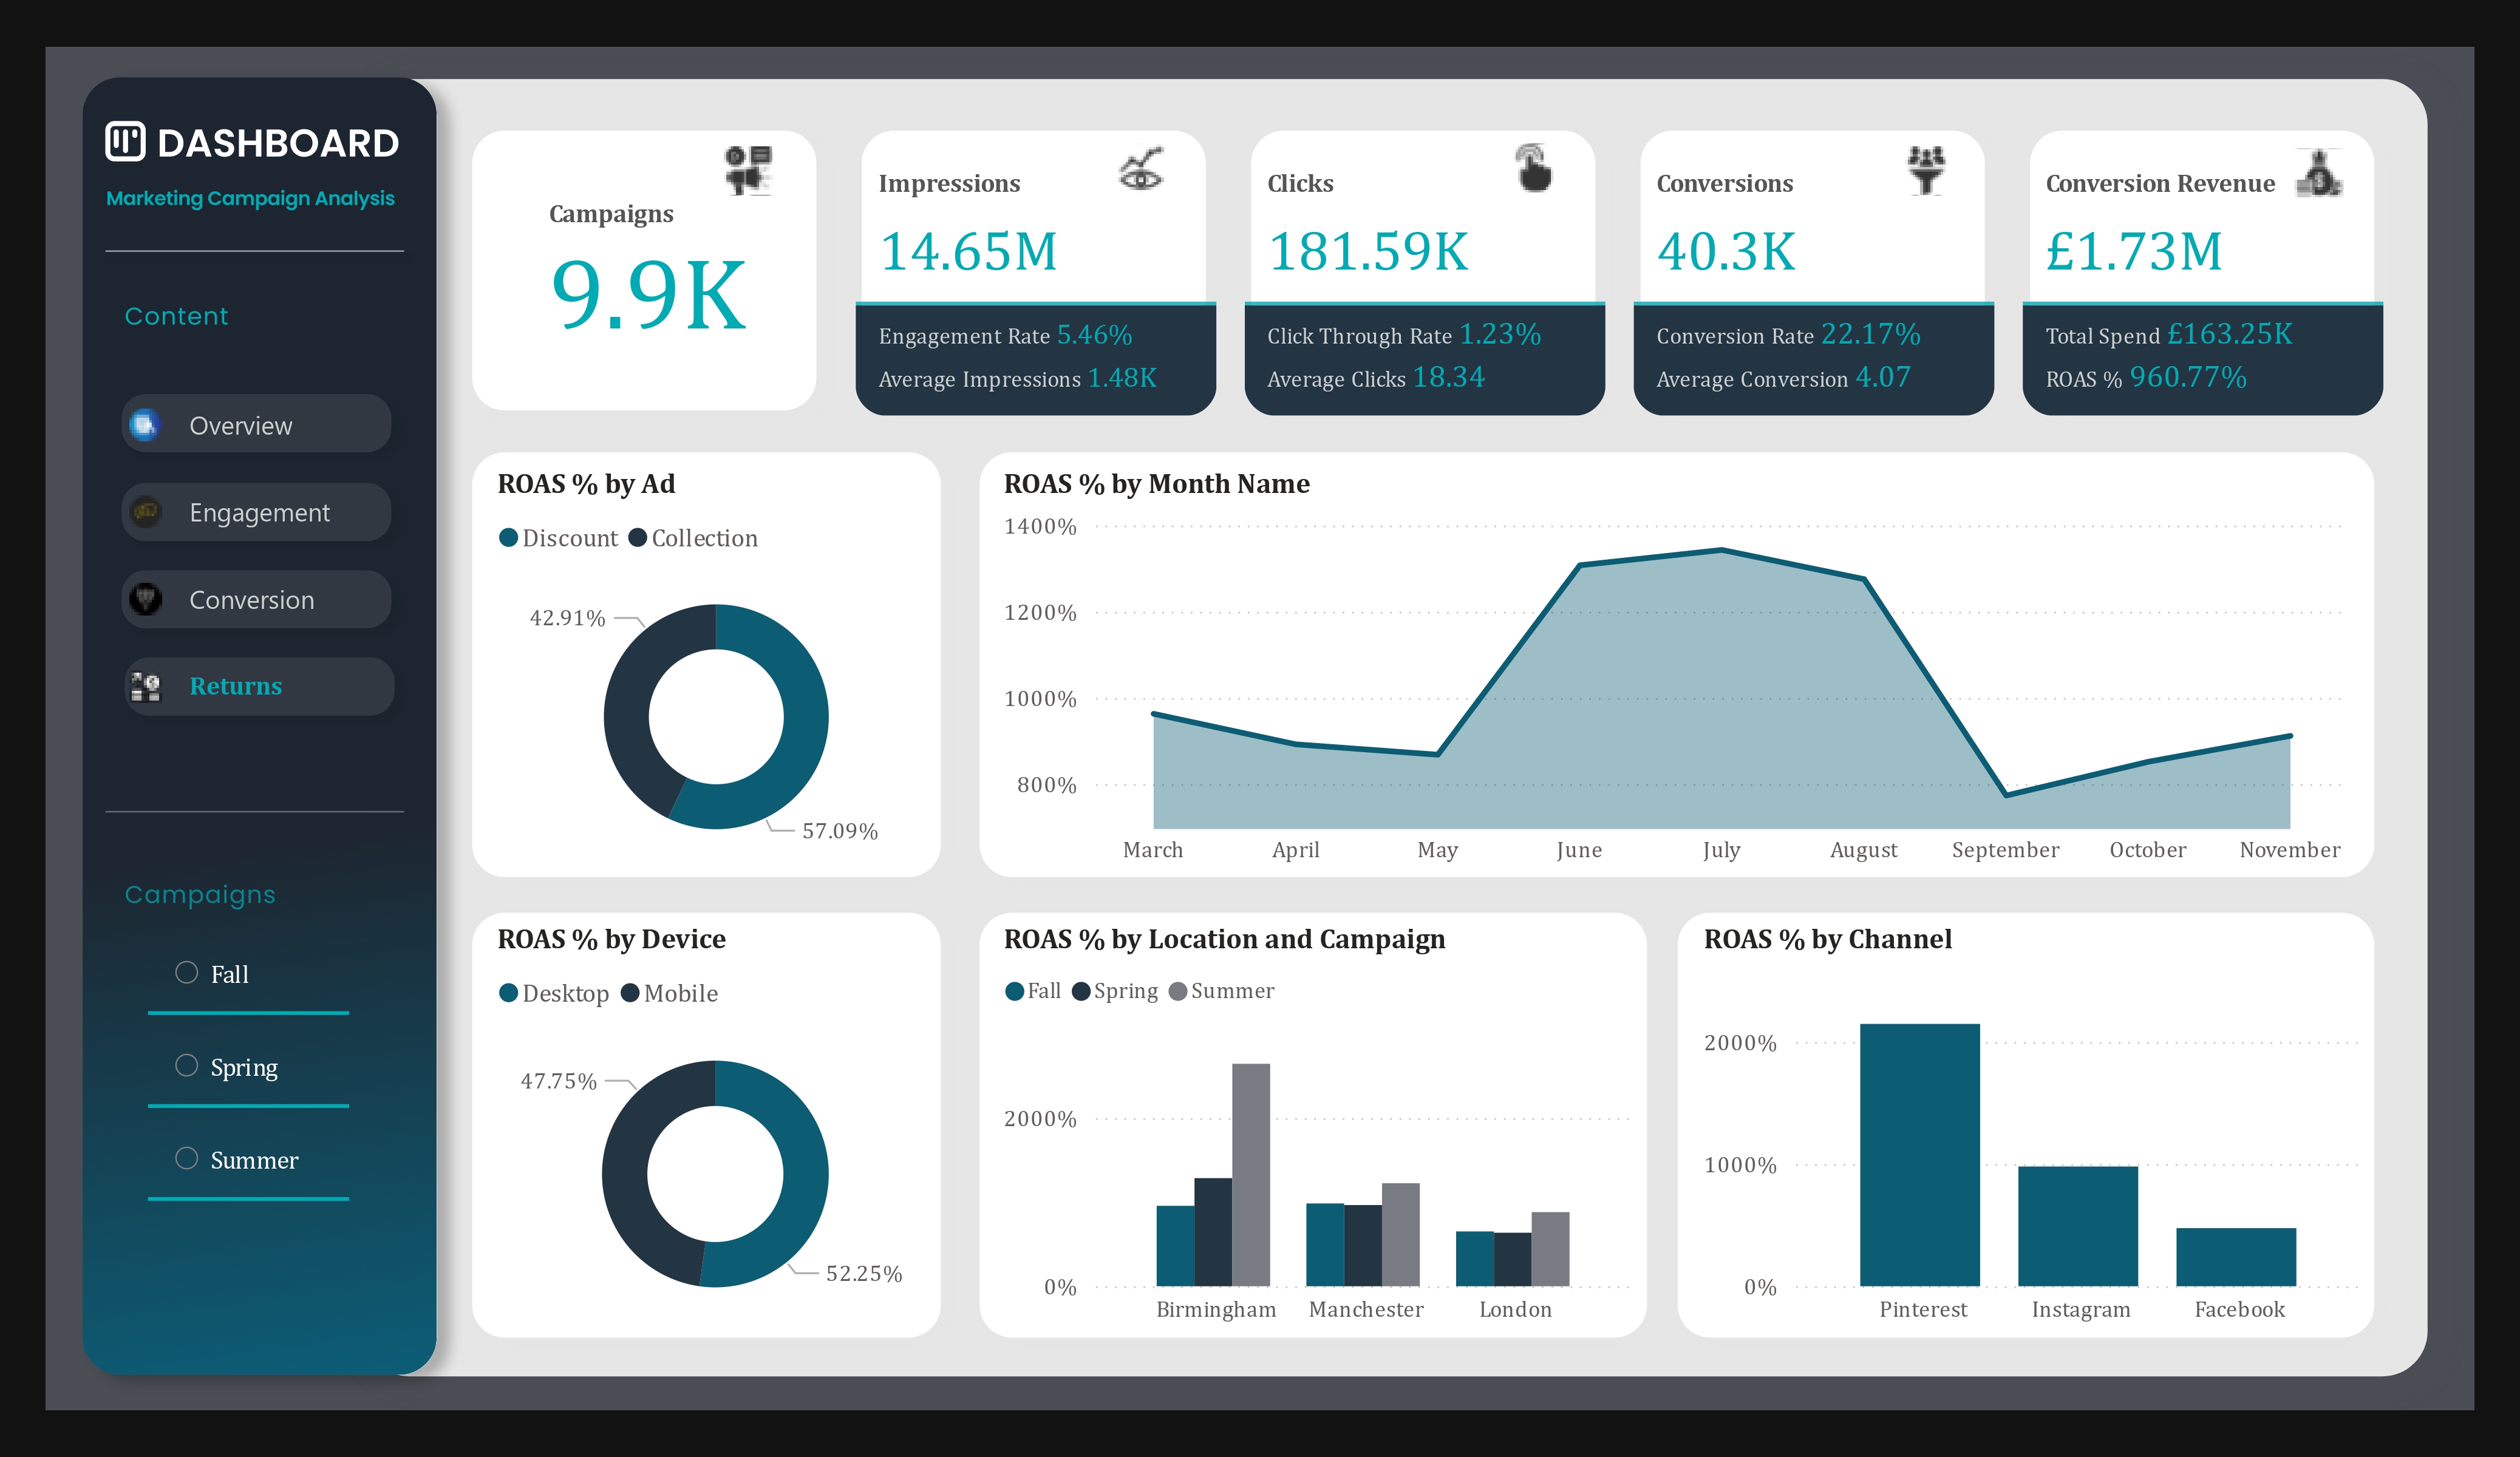 DASHBOARD
Marketing Campaign Analysis
Content
Overview
Engagement
Conversion
Returns
Campaigns
Fall
Spring
Summer
Campaigns
9.9K
Impressions
14.65M
Engagement Rate 5.46%
Average Impressions 1.48K
Clicks
181.59K
Click Through Rate 1.23%
Average Clicks 18.34
Conversions
40.3K
Conversion Rate 22.17%
Average Conversion 4.07
Conversion Revenue
£1.73M
Total Spend £163.25K
ROAS % 960.77%
ROAS % by Ad
Discount Collection
42.91%
57.09%
ROAS % by Month Name
1400%
1200%
1000%
800%
March April May June July August September October November
ROAS % by Device
Desktop Mobile
47.75%
52.25%
ROAS % by Location and Campaign
Fall Spring Summer
2000%
0%
Birmingham Manchester London
ROAS % by Channel
2000%
1000%
0%
Pinterest Instagram Facebook